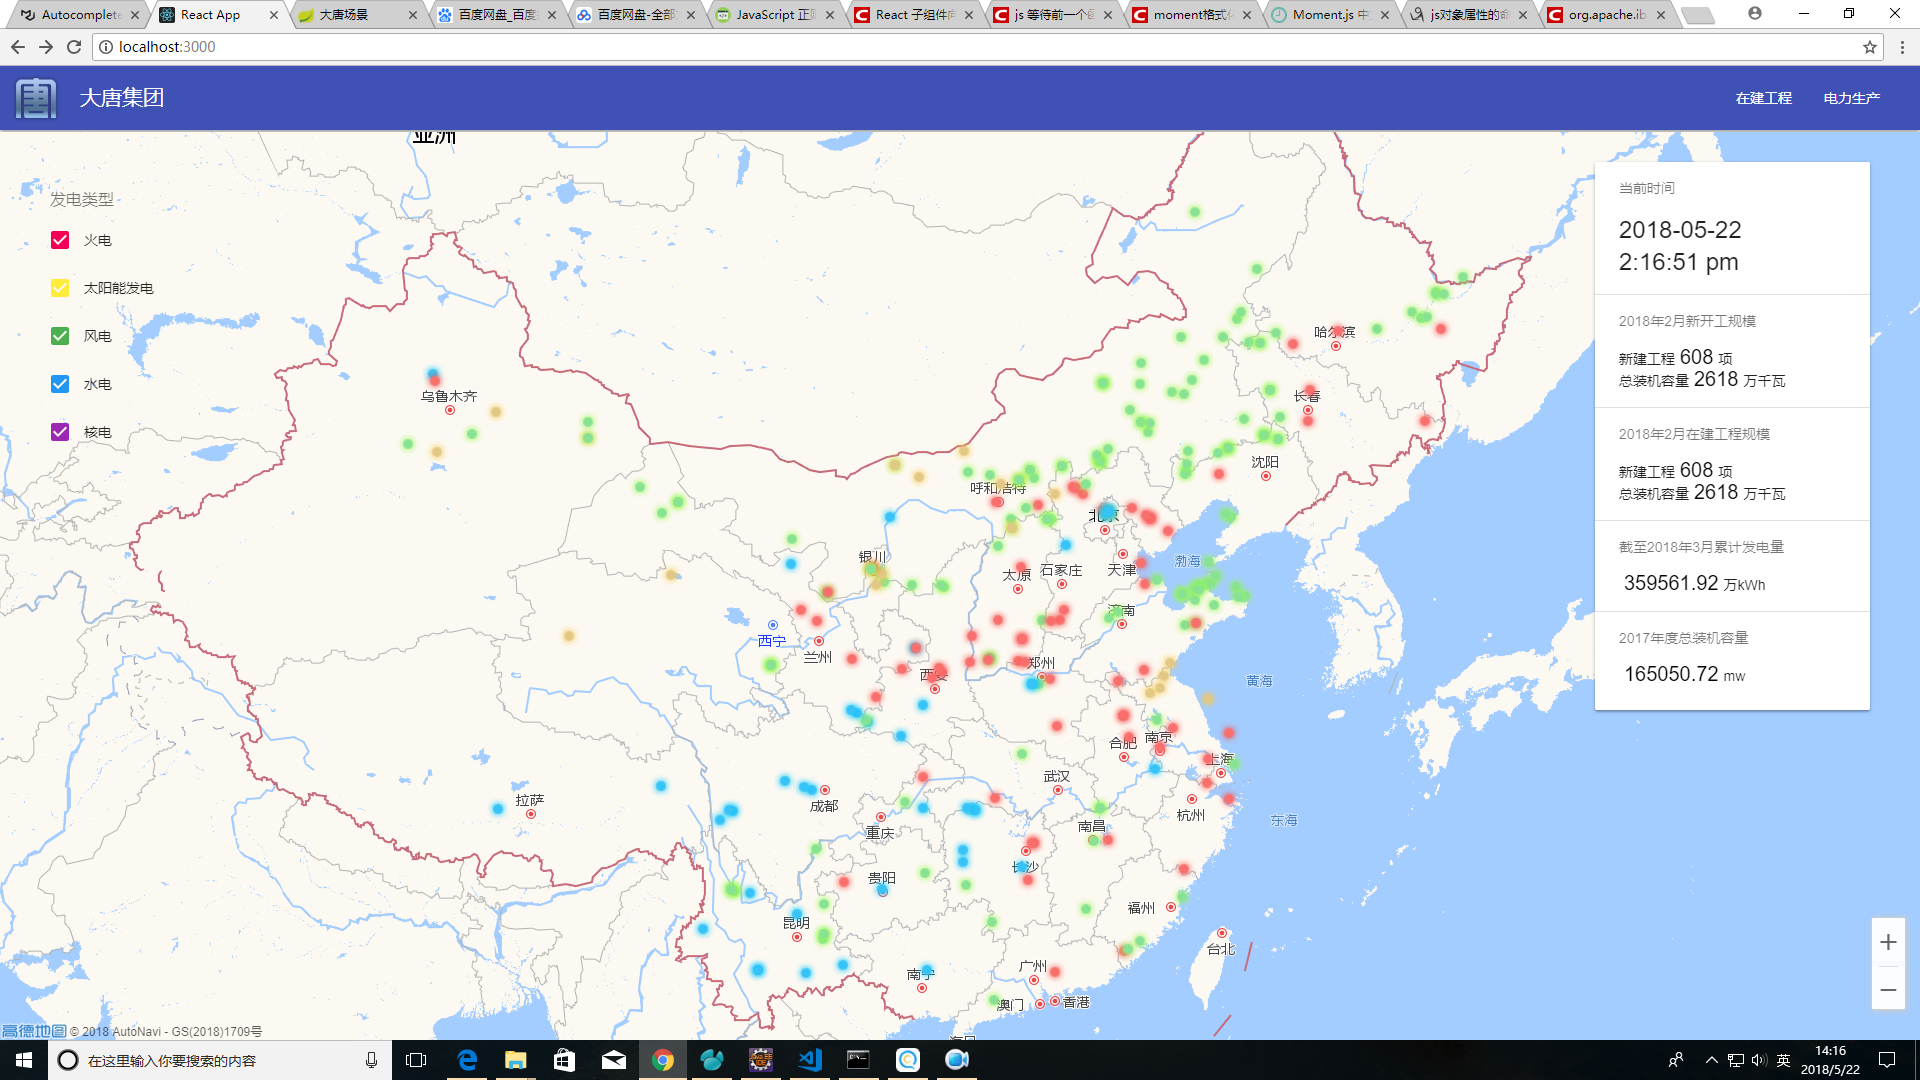 Autocomplete
React App
大唐场景
百度网盘_百度
百度网盘-全部
JavaScript 正
React 子组件向
js 等待前一个
moment格式
Moment.js 中
js对象属性的
org.apache.ib
localhost:3000
大唐集团
在建工程
电力生产
亚洲
发电类型
火电
太阳能发电
风电
水电
核电
当前时间
2018-05-22
2:16:51 pm
2018年2月新开工规模
新建工程 608 项
总装机容量 2618 万千瓦
2018年2月在建工程规模
新建工程 608 项
总装机容量 2618 万千瓦
截至2018年3月累计发电量
359561.92 万kWh
2017年度总装机容量
165050.72 mw
哈尔滨
乌鲁木齐
长春
沈阳
呼和浩特
北京
银川
渤海
太原
石家庄
天津
济南
西宁
兰州
郑州
西安
黄海
合肥
南京
上海
武汉
拉萨
成都
杭州
重庆
南昌
东海
长沙
贵阳
福州
昆明
台北
广州
南宁
澳门
香港
高德地图 © 2018 AutoNavi - GS(2018)1709号
在这里输入你要搜索的内容
英
14:16
2018/5/22